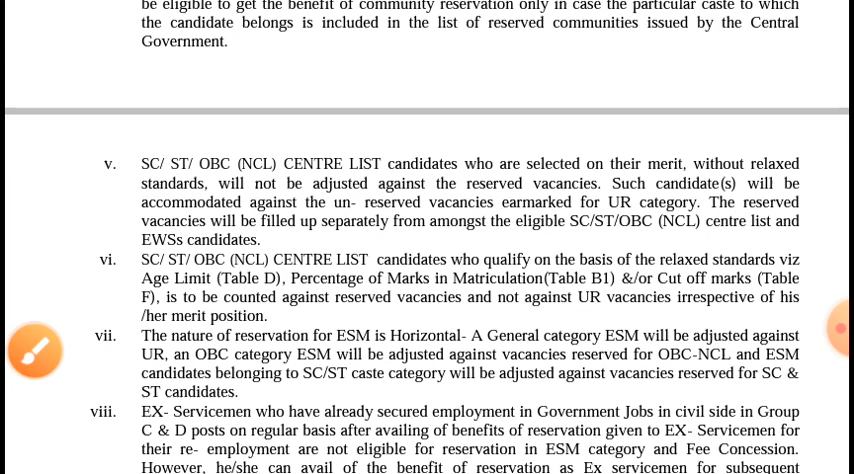 be eligible to get the benefit of community reservation only in case the particular caste to which
the candidate belongs is included in the list of reserved communities issued by the Central
Government.
v. SC/ ST/ OBC (NCL) CENTRE LIST candidates who are selected on their merit, without relaxed
standards, will not be adjusted against the reserved vacancies. Such candidate(s) will be
accommodated against the un- reserved vacancies earmarked for UR category. The reserved
vacancies will be filled up separately from amongst the eligible SC/ST/OBC (NCL) centre list and
EWSs candidates.
vi. SC/ ST/ OBC (NCL) CENTRE LIST candidates who qualify on the basis of the relaxed standards viz
Age Limit (Table D), Percentage of Marks in Matriculation(Table B1) &/or Cut off marks (Table
F), is to be counted against reserved vacancies and not against UR vacancies irrespective of his
/her merit position.
vii. The nature of reservation for ESM is Horizontal- A General category ESM will be adjusted against
UR, an OBC category ESM will be adjusted against vacancies reserved for OBC-NCL and ESM
candidates belonging to SC/ST caste category will be adjusted against vacancies reserved for SC &
ST candidates.
viii. EX- Servicemen who have already secured employment in Government Jobs in civil side in Group
C & D posts on regular basis after availing of benefits of reservation given to EX- Servicemen for
their re- employment are not eligible for reservation in ESM category and Fee Concession.
However, he/she can avail of the benefit of reservation as Ex servicemen for subsequent